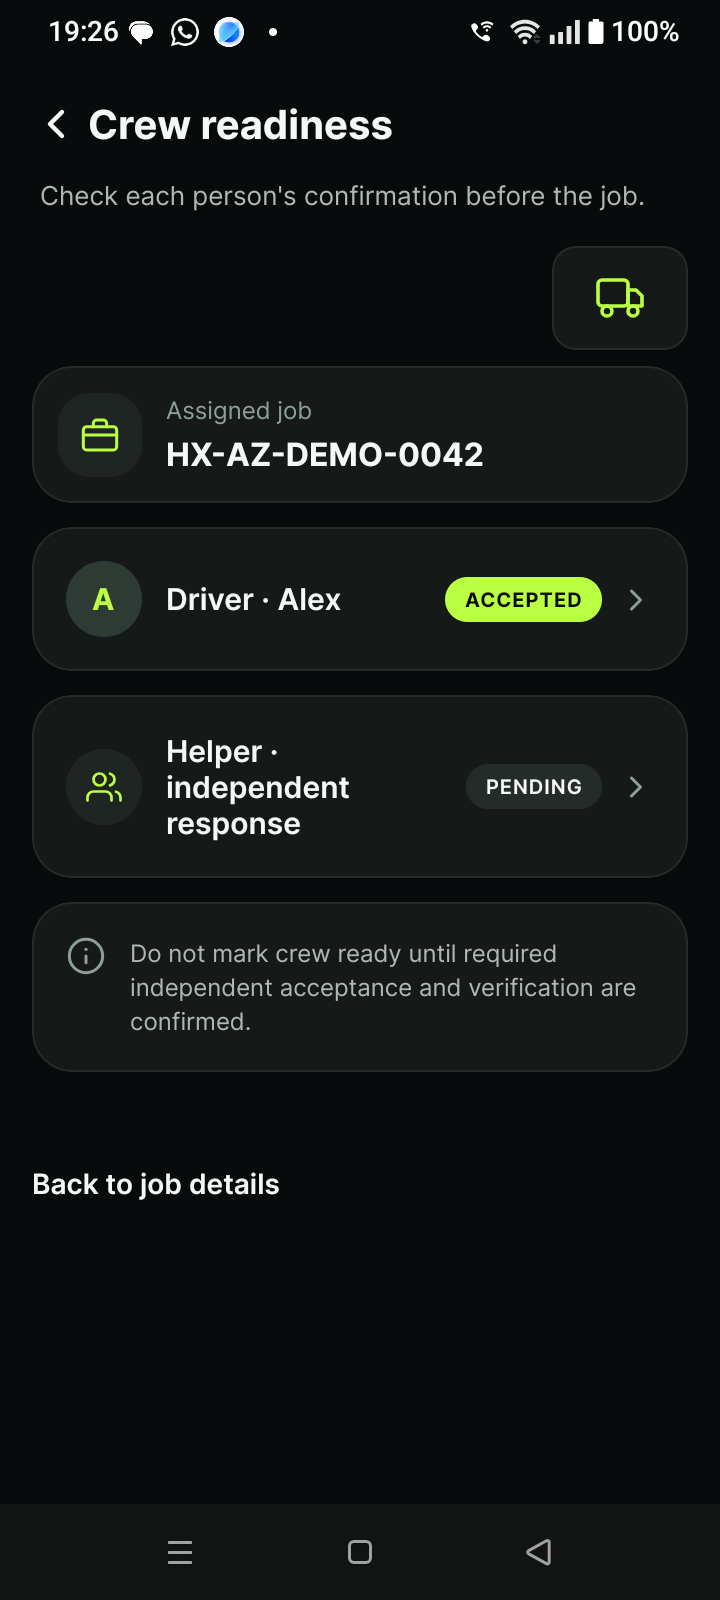 19:26
100%
Crew readiness
Check each person's confirmation before the job.
Assigned job
HX-AZ-DEMO-0042
A
Driver · Alex
ACCEPTED
Helper ·
independent
response
PENDING
Do not mark crew ready until required
independent acceptance and verification are
confirmed.
Back to job details